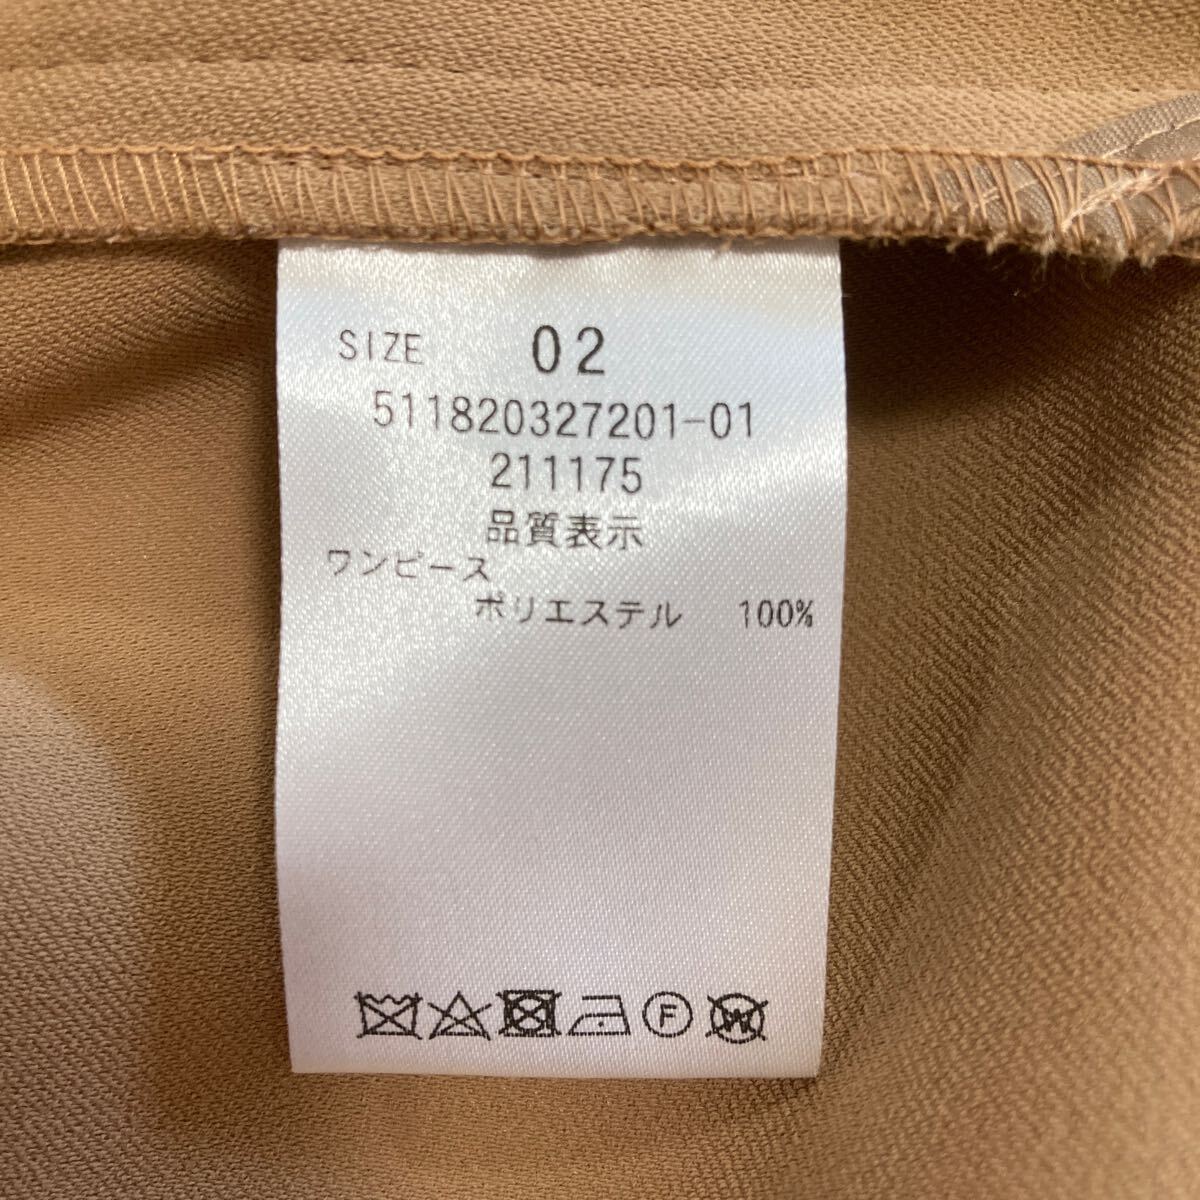 SIZE 02
511820327201-01
211175
品質表示
ワンピース
ポリエステル 100%
F W